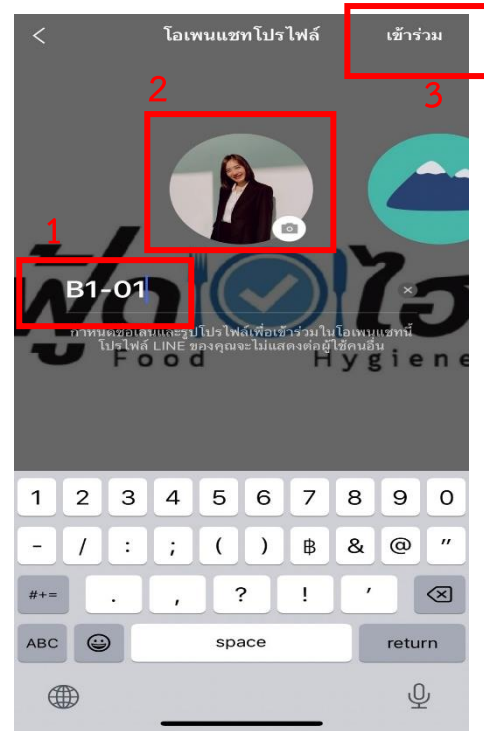 โอเพนแชทโปรไฟล์ เข้าร่วม
2
3
1
B1-01
ฟู้ด ไฮ
กำหนดชื่อเล่นและรูปโปรไฟล์เพื่อเข้าร่วมในโอเพนแชทนี้
โปรไฟล์ LINE ของคุณจะไม่แสดงต่อผู้ใช้คนอื่น
Food Hygiene
1 2 3 4 5 6 7 8 9 0
- / : ; ( ) ฿ & @ "
#+= . , ? ! ’
ABC space return